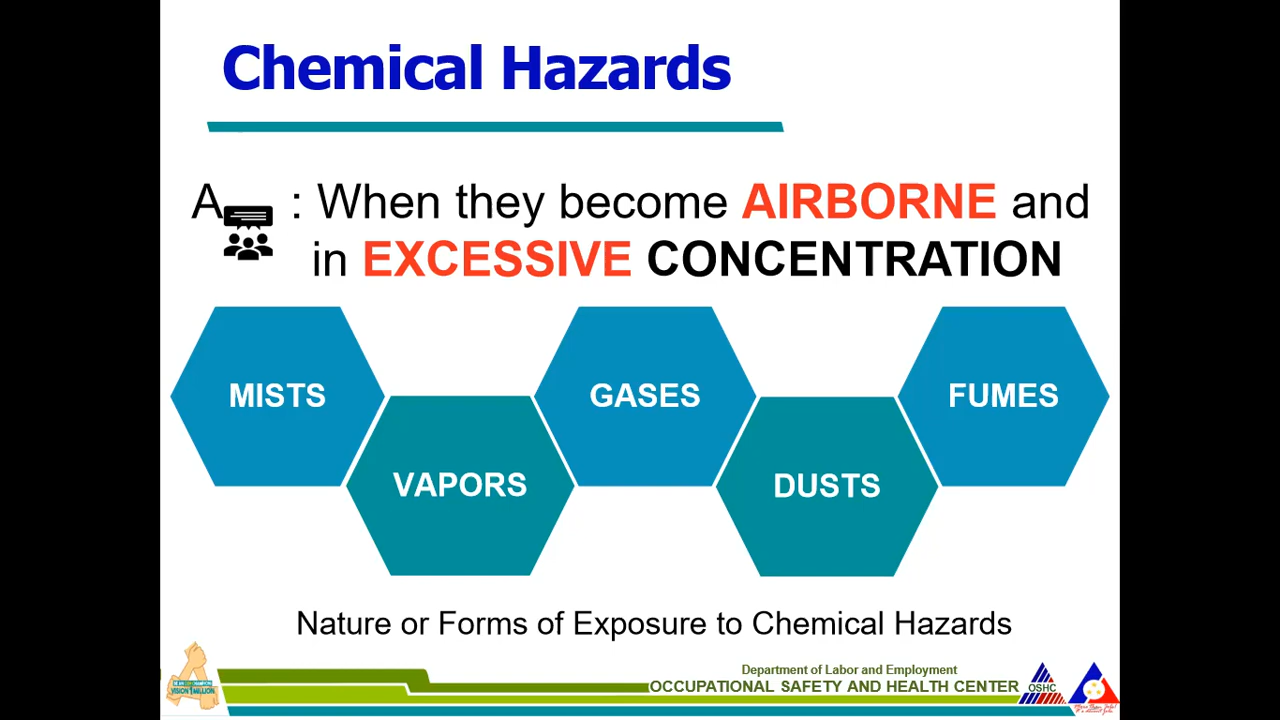 Chemical Hazards
A : When they become AIRBORNE and
in EXCESSIVE CONCENTRATION
MISTS
GASES
FUMES
VAPORS
DUSTS
Nature or Forms of Exposure to Chemical Hazards
Department of Labor and Employment
OCCUPATIONAL SAFETY AND HEALTH CENTER
OSHC
VISION 1 MILLION